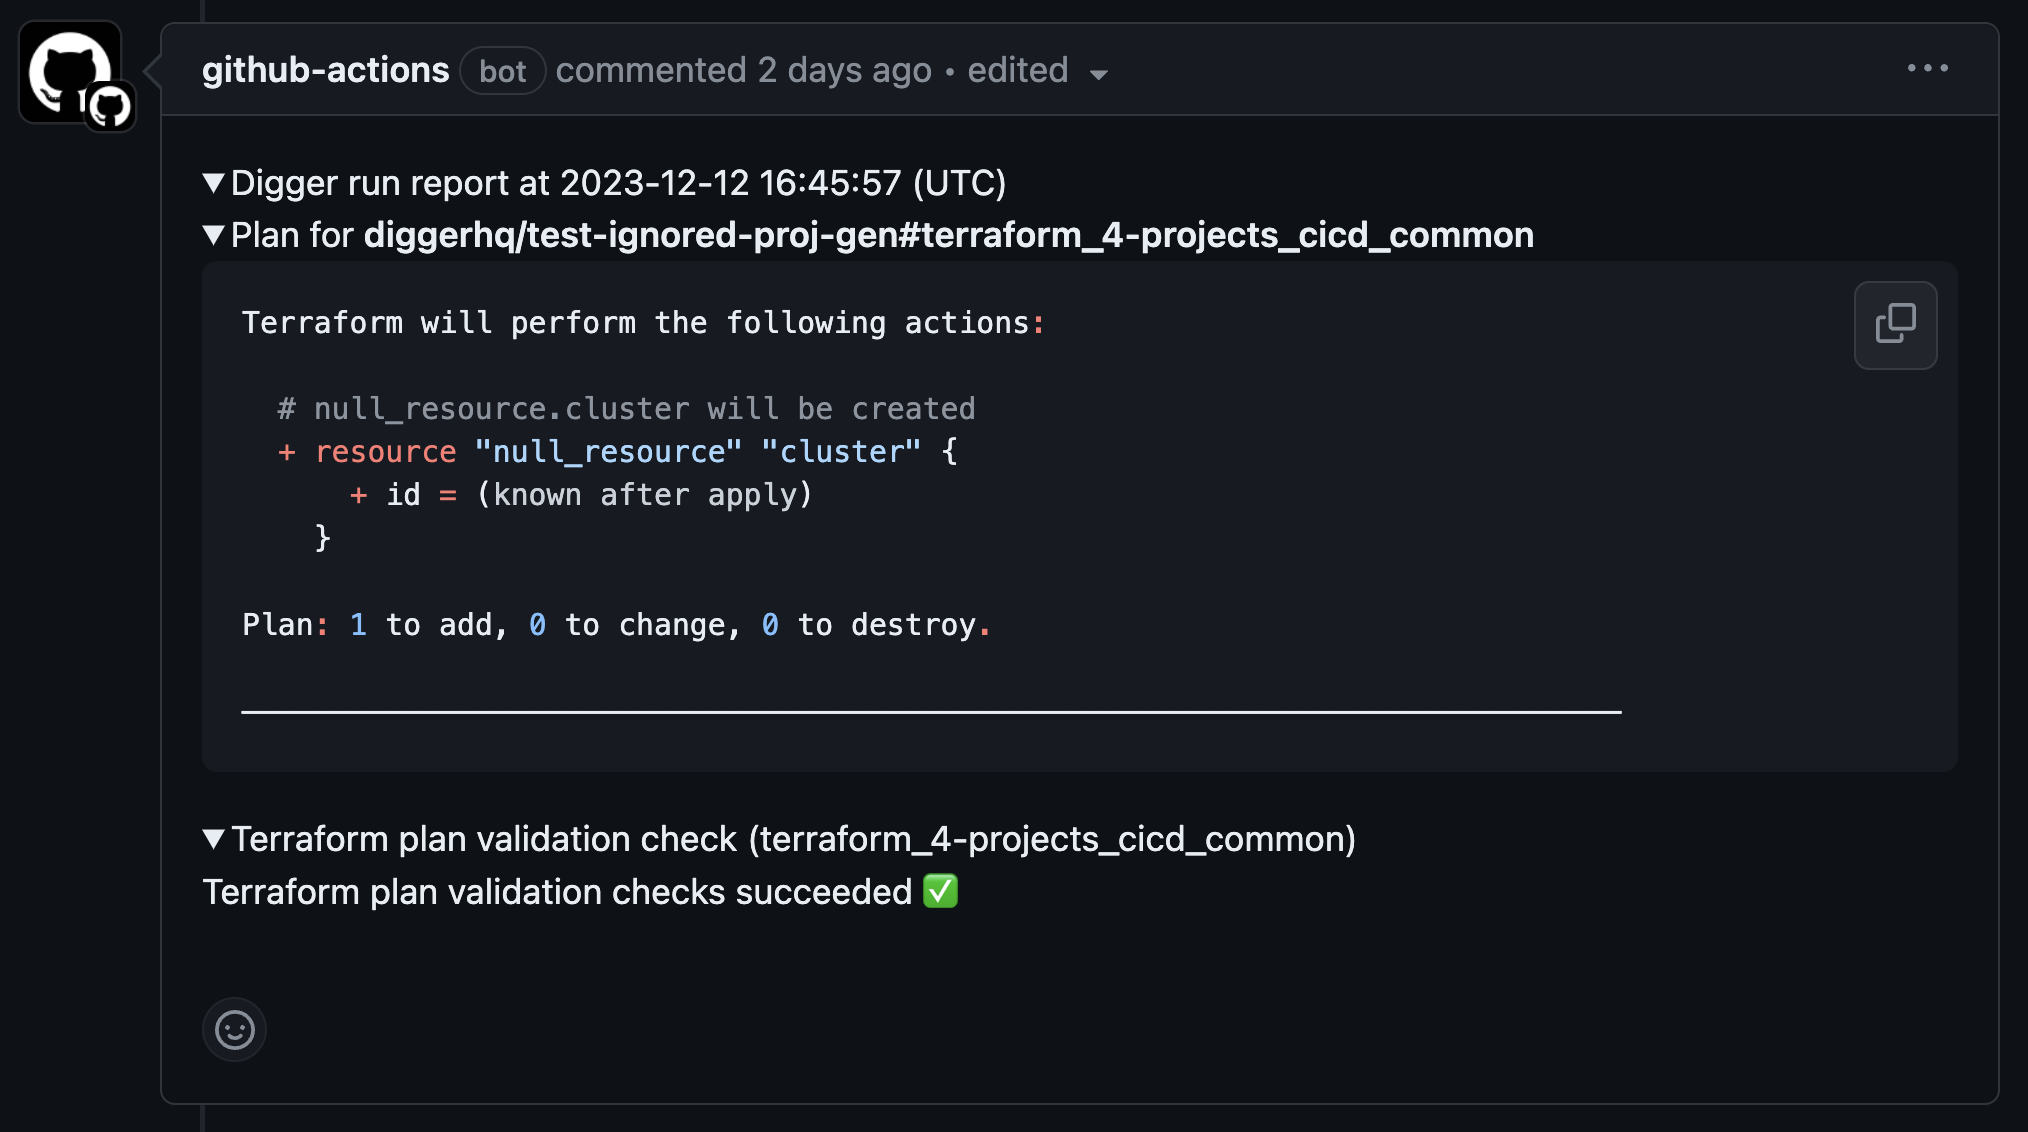 github-actions bot commented 2 days ago • edited
▼Digger run report at 2023-12-12 16:45:57 (UTC)
▼Plan for diggerhq/test-ignored-proj-gen#terraform_4-projects_cicd_common
Terraform will perform the following actions:
# null_resource.cluster will be created
+ resource "null_resource" "cluster" {
+ id = (known after apply)
}
Plan: 1 to add, 0 to change, 0 to destroy.
▼Terraform plan validation check (terraform_4-projects_cicd_common)
Terraform plan validation checks succeeded ✅